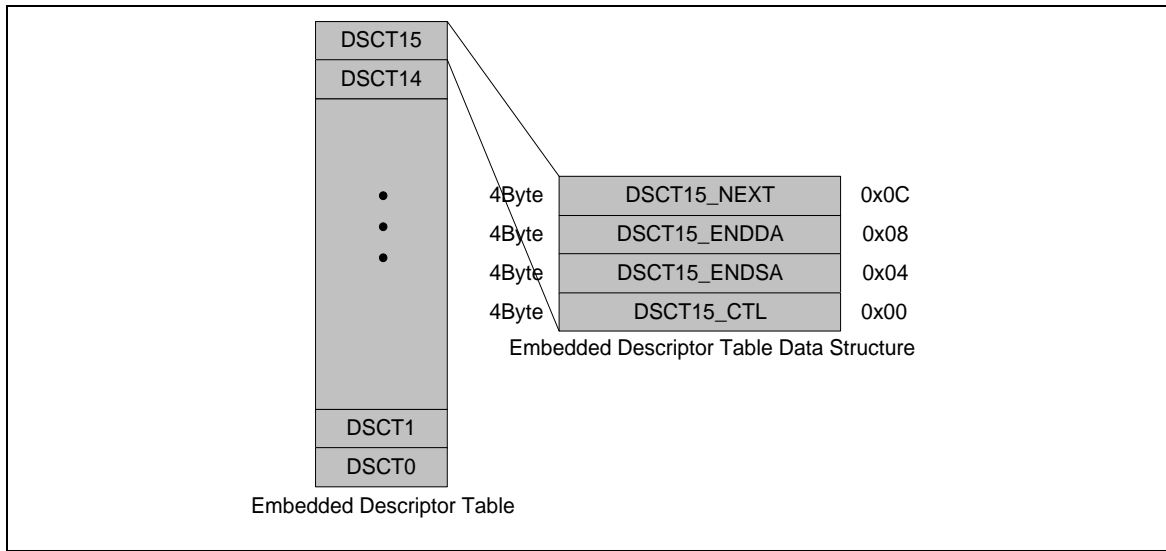 DSCT15
DSCT14
4Byte DSCT15_NEXT 0x0C
4Byte DSCT15_ENDDA 0x08
4Byte DSCT15_ENDSA 0x04
4Byte DSCT15_CTL 0x00
Embedded Descriptor Table Data Structure
DSCT1
DSCT0
Embedded Descriptor Table